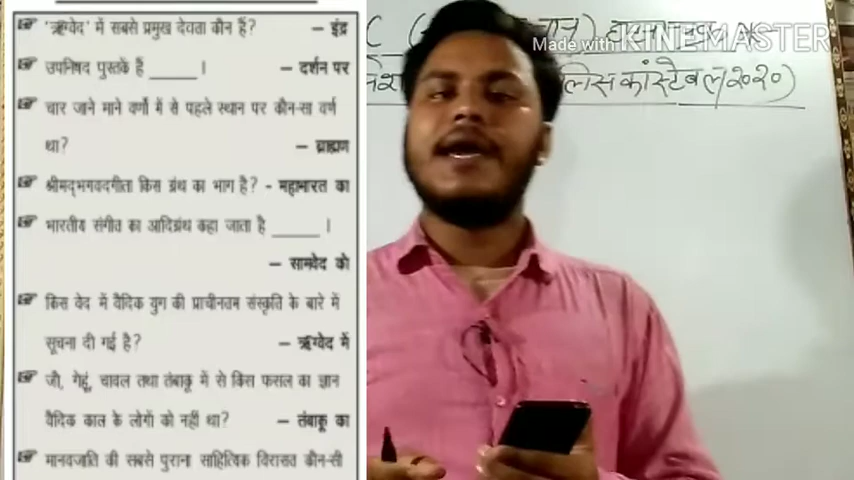 'ऋग्वेद' में सबसे प्रमुख देवता कौन हैं? – इंद्र
उपनिषद पुस्तकें हैं ______ । – दर्शन पर
चार जाने माने वर्णों में से पहले स्थान पर कौन-सा वर्ण
था? – ब्राह्मण
श्रीमद्भगवदगीता किस ग्रंथ का भाग है? - महाभारत का
भारतीय संगीत का आदिग्रंथ कहा जाता है ______ ।
– सामवेद को
किस वेद में वैदिक युग की प्राचीनतम संस्कृति के बारे में
सूचना दी गई है? – ऋग्वेद में
जौ, गेहूं, चावल तथा तंबाकू में से किस फसल का ज्ञान
वैदिक काल के लोगों को नहीं था? – तंबाकू का
मानवजाति की सबसे पुराना साहित्यिक विरासत कौन-सी
Made with KINEMASTER
C (
लिस कांस्टेबल २०२०)